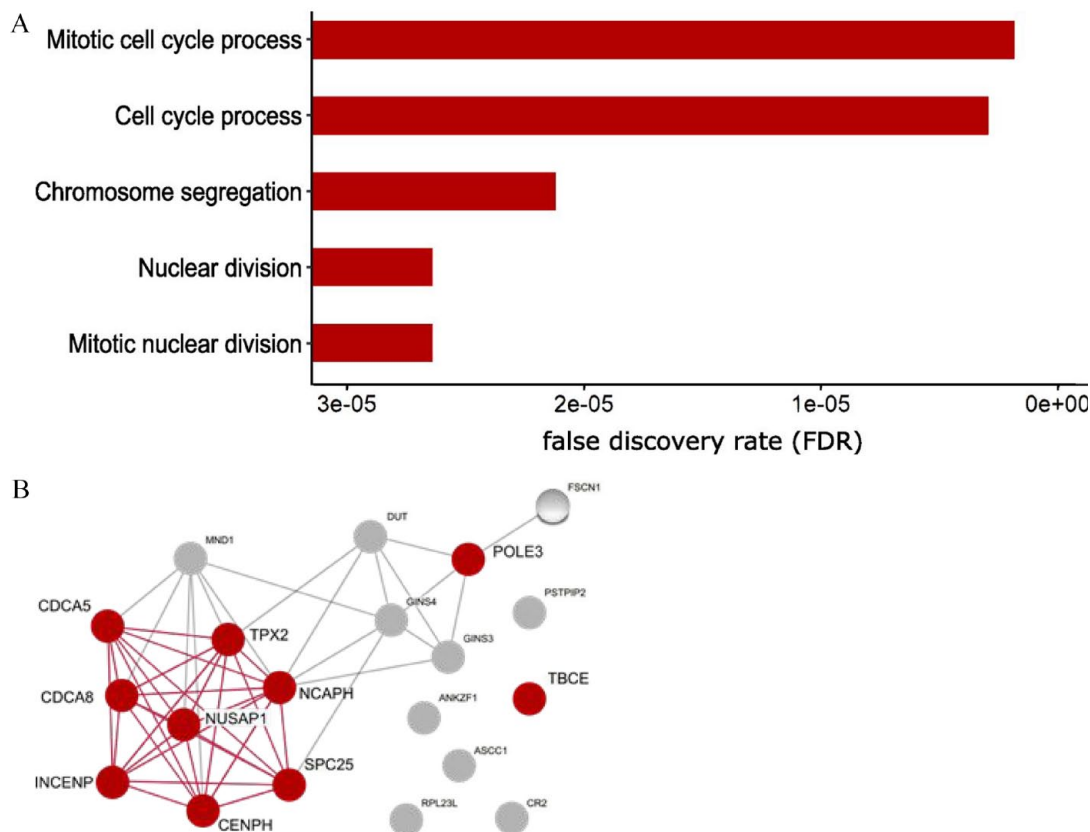 A
Mitotic cell cycle process
Cell cycle process
Chromosome segregation
Nuclear division
Mitotic nuclear division
3e-05 2e-05 1e-05 0e+00
false discovery rate (FDR)
B
FSCN1
DUT
MND1
POLE3
PSTPIP2
CDCA5
GINS4
TPX2
GINS3
TBCE
CDCA8
NCAPH
ANKZF1
NUSAP1
ASCC1
SPC25
INCENP
RPL23L
CR2
CENPH